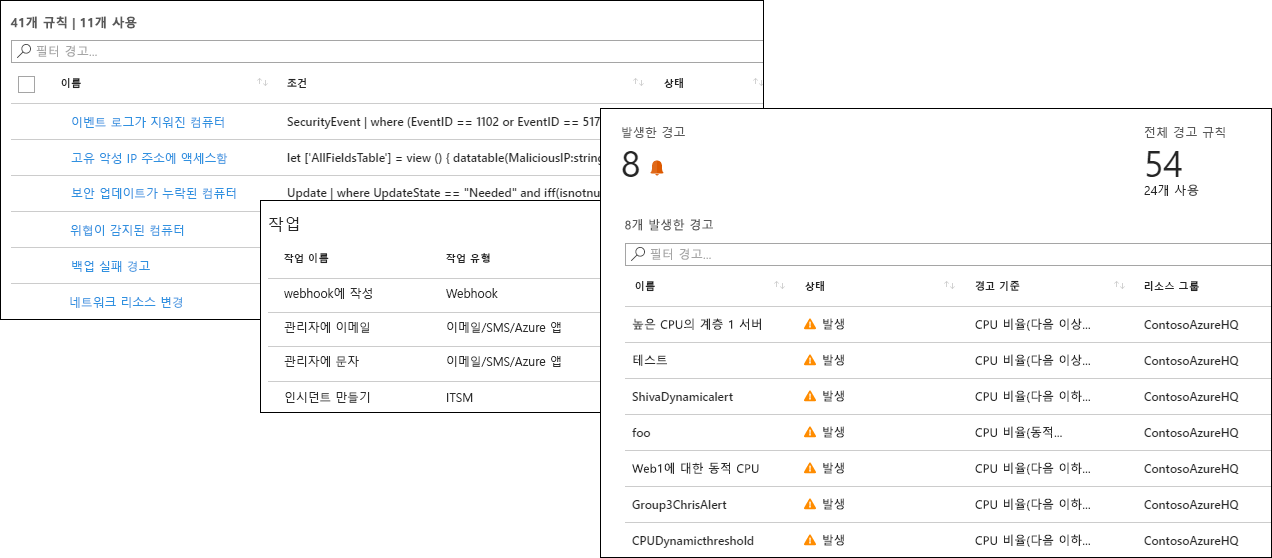 41개 규칙 | 11개 사용
필터 경고...
이름 조건 상태
이벤트 로그가 지워진 컴퓨터 SecurityEvent | where (EventID == 1102 or EventID == 517
고유 악성 IP 주소에 액세스함 let ['AllFieldsTable'] = view () { datatable(MaliciousIP:string
보안 업데이트가 누락된 컴퓨터 Update | where UpdateState == "Needed" and iff(isnotnu
위협이 감지된 컴퓨터
백업 실패 경고
네트워크 리소스 변경
작업
작업 이름 작업 유형
webhook에 작성 Webhook
관리자에 이메일 이메일/SMS/Azure 앱
관리자에 문자 이메일/SMS/Azure 앱
인시던트 만들기 ITSM
발생한 경고 전체 경고 규칙
8 54
24개 사용
8개 발생한 경고
필터 경고...
이름 상태 경고 기준 리소스 그룹
높은 CPU의 계층 1 서버 발생 CPU 비율(다음 이상... ContosoAzureHQ
테스트 발생 CPU 비율(다음 이상... ContosoAzureHQ
ShivaDynamicalert 발생 CPU 비율(다음 이하... ContosoAzureHQ
foo 발생 CPU 비율(동적... ContosoAzureHQ
Web1에 대한 동적 CPU 발생 CPU 비율(다음 이하... ContosoAzureHQ
Group3ChrisAlert 발생 CPU 비율(다음 이하... ContosoAzureHQ
CPUDynamicthreshold 발생 CPU 비율(다음 이하... ContosoAzureHQ